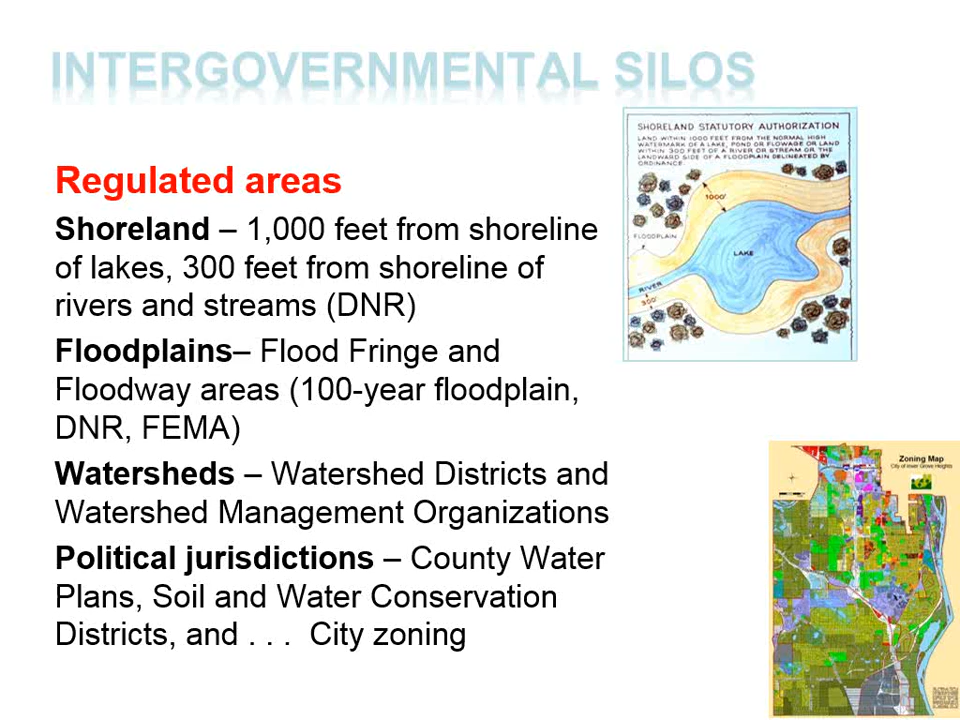 INTERGOVERNMENTAL SILOS
Regulated areas
Shoreland – 1,000 feet from shoreline
of lakes, 300 feet from shoreline of
rivers and streams (DNR)
Floodplains– Flood Fringe and
Floodway areas (100-year floodplain,
DNR, FEMA)
Watersheds – Watershed Districts and
Watershed Management Organizations
Political jurisdictions – County Water
Plans, Soil and Water Conservation
Districts, and . . .  City zoning
SHORELAND STATUTORY AUTHORIZATION
LAND WITHIN 1000 FEET FROM THE NORMAL HIGH
WATERMARK OF A LAKE, POND OR FLOWAGE OR LAND
WITHIN 300 FEET OF A RIVER OR STREAM OR THE
LANDWARD SIDE OF A FLOODPLAIN DELINEATED BY
ORDINANCE.
1000'
FLOODPLAIN
LAKE
RIVER
300'
Zoning Map
City of Inver Grove Heights